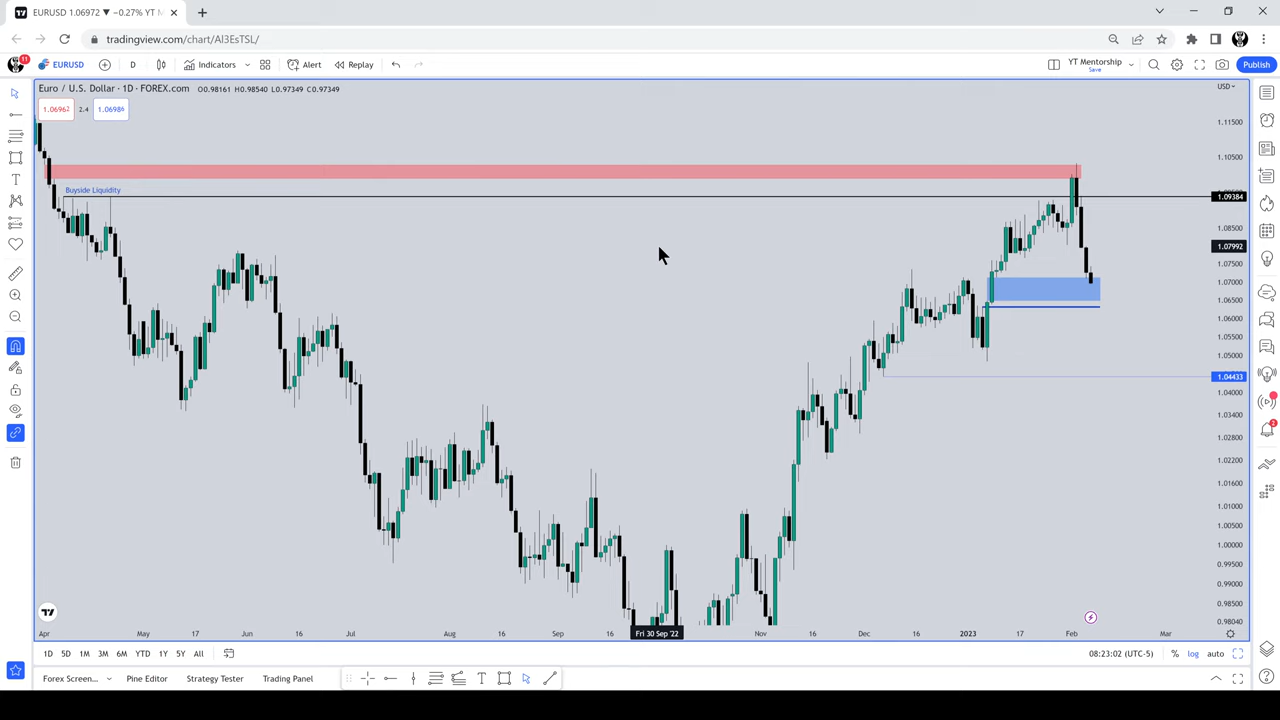 EURUSD 1.06972 ▼ −0.27% YT M
tradingview.com/chart/Al3EsTSL/
11
EURUSD D Indicators Alert Replay YT Mentorship Save Publish
Euro / U.S. Dollar · 1D · FOREX.com O0.98161 H0.98540 L0.97349 C0.97349
USD
1.06962 2.4 1.06986
1.11500
1.10500
Buyside Liquidity
1.09384
1.08500
1.07992
1.07500
1.07000
1.06500
1.06000
1.05500
1.05000
1.04433
1.04000
1.03400
1.02800
1.02200
1.01600
1.01000
1.00500
1.00000
0.99500
0.99000
0.98500
0.98040
2
Apr May 17 Jun 16 Jul Aug 16 Sep 16 Fri 30 Sep '22 Nov 16 Dec 16 2023 17 Feb Mar
1D 5D 1M 3M 6M YTD 1Y 5Y All 08:23:02 (UTC-5) % log auto
Forex Screen... Pine Editor Strategy Tester Trading Panel